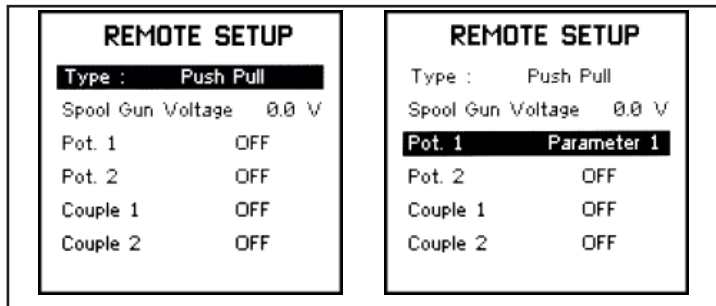 REMOTE SETUP
Type : Push Pull
Spool Gun Voltage 0.0 V
Pot. 1 OFF
Pot. 2 OFF
Couple 1 OFF
Couple 2 OFF
REMOTE SETUP
Type : Push Pull
Spool Gun Voltage 0.0 V
Pot. 1 Parameter 1
Pot. 2 OFF
Couple 1 OFF
Couple 2 OFF